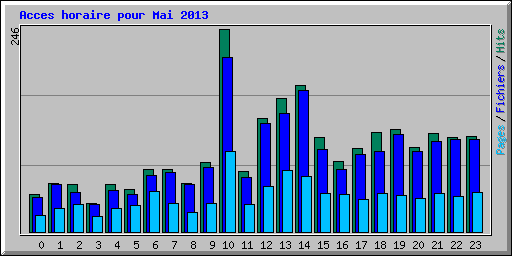 Acces horaire pour Mai 2013
246
Pages/Fichiers/Hits
0 1 2 3 4 5 6 7 8 9 10 11 12 13 14 15 16 17 18 19 20 21 22 23